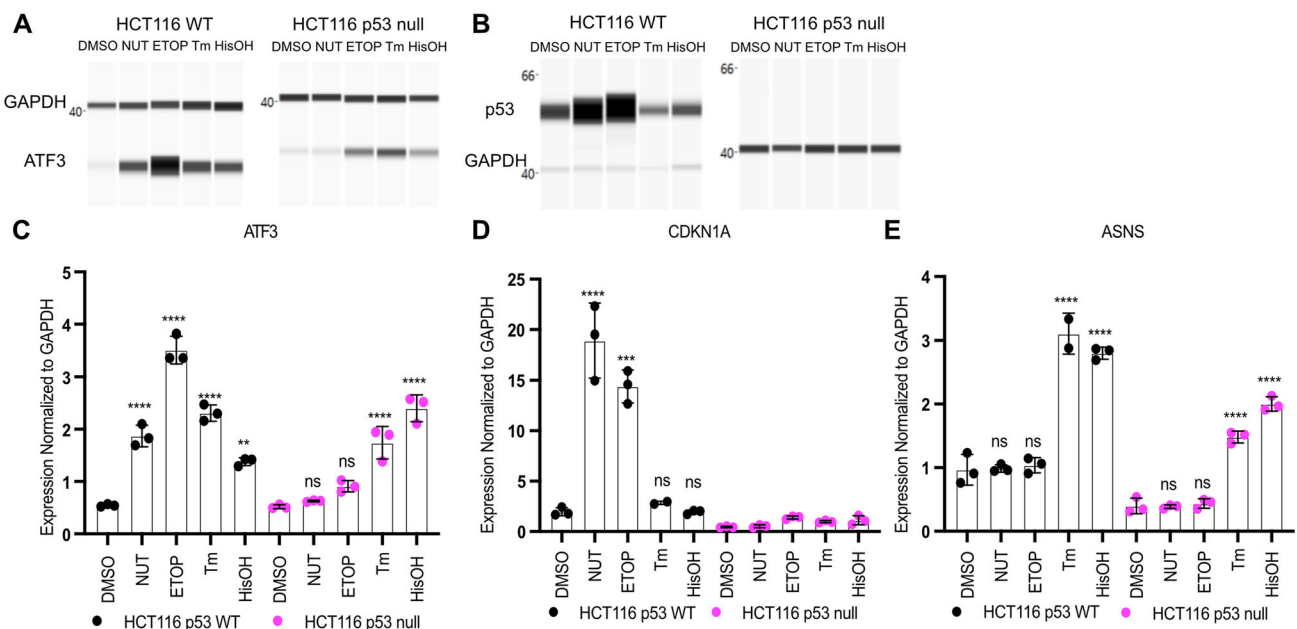 A
HCT116 WT
HCT116 p53 null
DMSO NUT ETOP Tm HisOH
DMSO NUT ETOP Tm HisOH
GAPDH
40-
40-
ATF3
B
HCT116 WT
HCT116 p53 null
DMSO NUT ETOP Tm HisOH
DMSO NUT ETOP Tm HisOH
66-
66-
p53
GAPDH
40-
40-
C
ATF3
Expression Normalized to GAPDH
5
4
3
2
1
0
****
****
****
**
ns
ns
****
****
DMSO
NUT
ETOP
Tm
HisOH
DMSO
NUT
ETOP
Tm
HisOH
HCT116 p53 WT
HCT116 p53 null
D
CDKN1A
Expression Normalized to GAPDH
25
20
15
10
5
0
****
***
ns
ns
DMSO
NUT
ETOP
Tm
HisOH
DMSO
NUT
ETOP
Tm
HisOH
HCT116 p53 WT
HCT116 p53 null
E
ASNS
Expression Normalized to GAPDH
4
3
2
1
0
ns
ns
****
****
ns
ns
****
****
DMSO
NUT
ETOP
Tm
HisOH
DMSO
NUT
ETOP
Tm
HisOH
HCT116 p53 WT
HCT116 p53 null